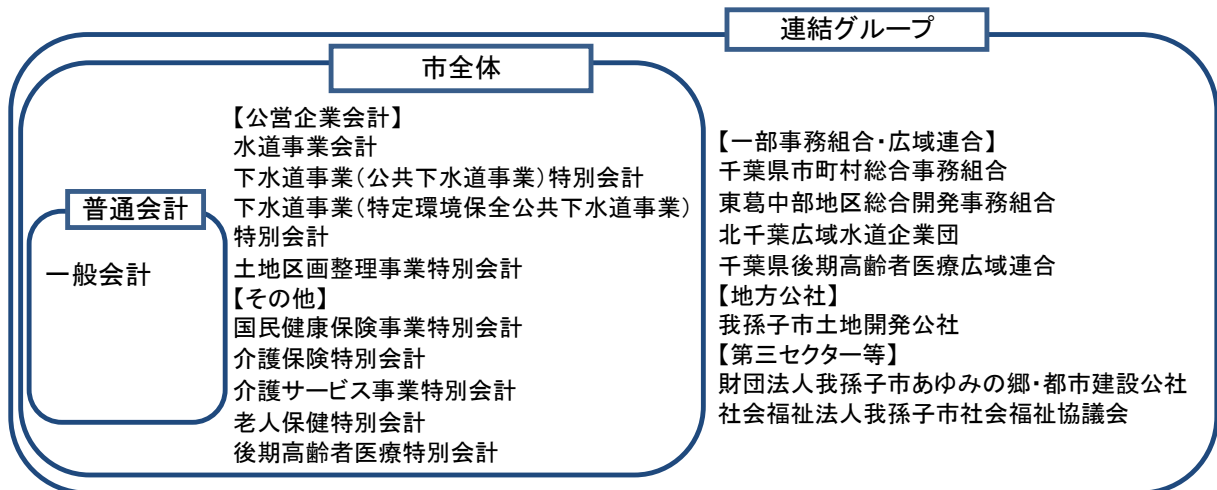 連結グループ
市全体
【公営企業会計】
水道事業会計
下水道事業(公共下水道事業)特別会計
下水道事業(特定環境保全公共下水道事業)
特別会計
土地区画整理事業特別会計
【その他】
国民健康保険事業特別会計
介護保険特別会計
介護サービス事業特別会計
老人保健特別会計
後期高齢者医療特別会計
普通会計
一般会計
【一部事務組合・広域連合】
千葉県市町村総合事務組合
東葛中部地区総合開発事務組合
北千葉広域水道企業団
千葉県後期高齢者医療広域連合
【地方公社】
我孫子市土地開発公社
【第三セクター等】
財団法人我孫子市あゆみの郷・都市建設公社
社会福祉法人我孫子市社会福祉協議会